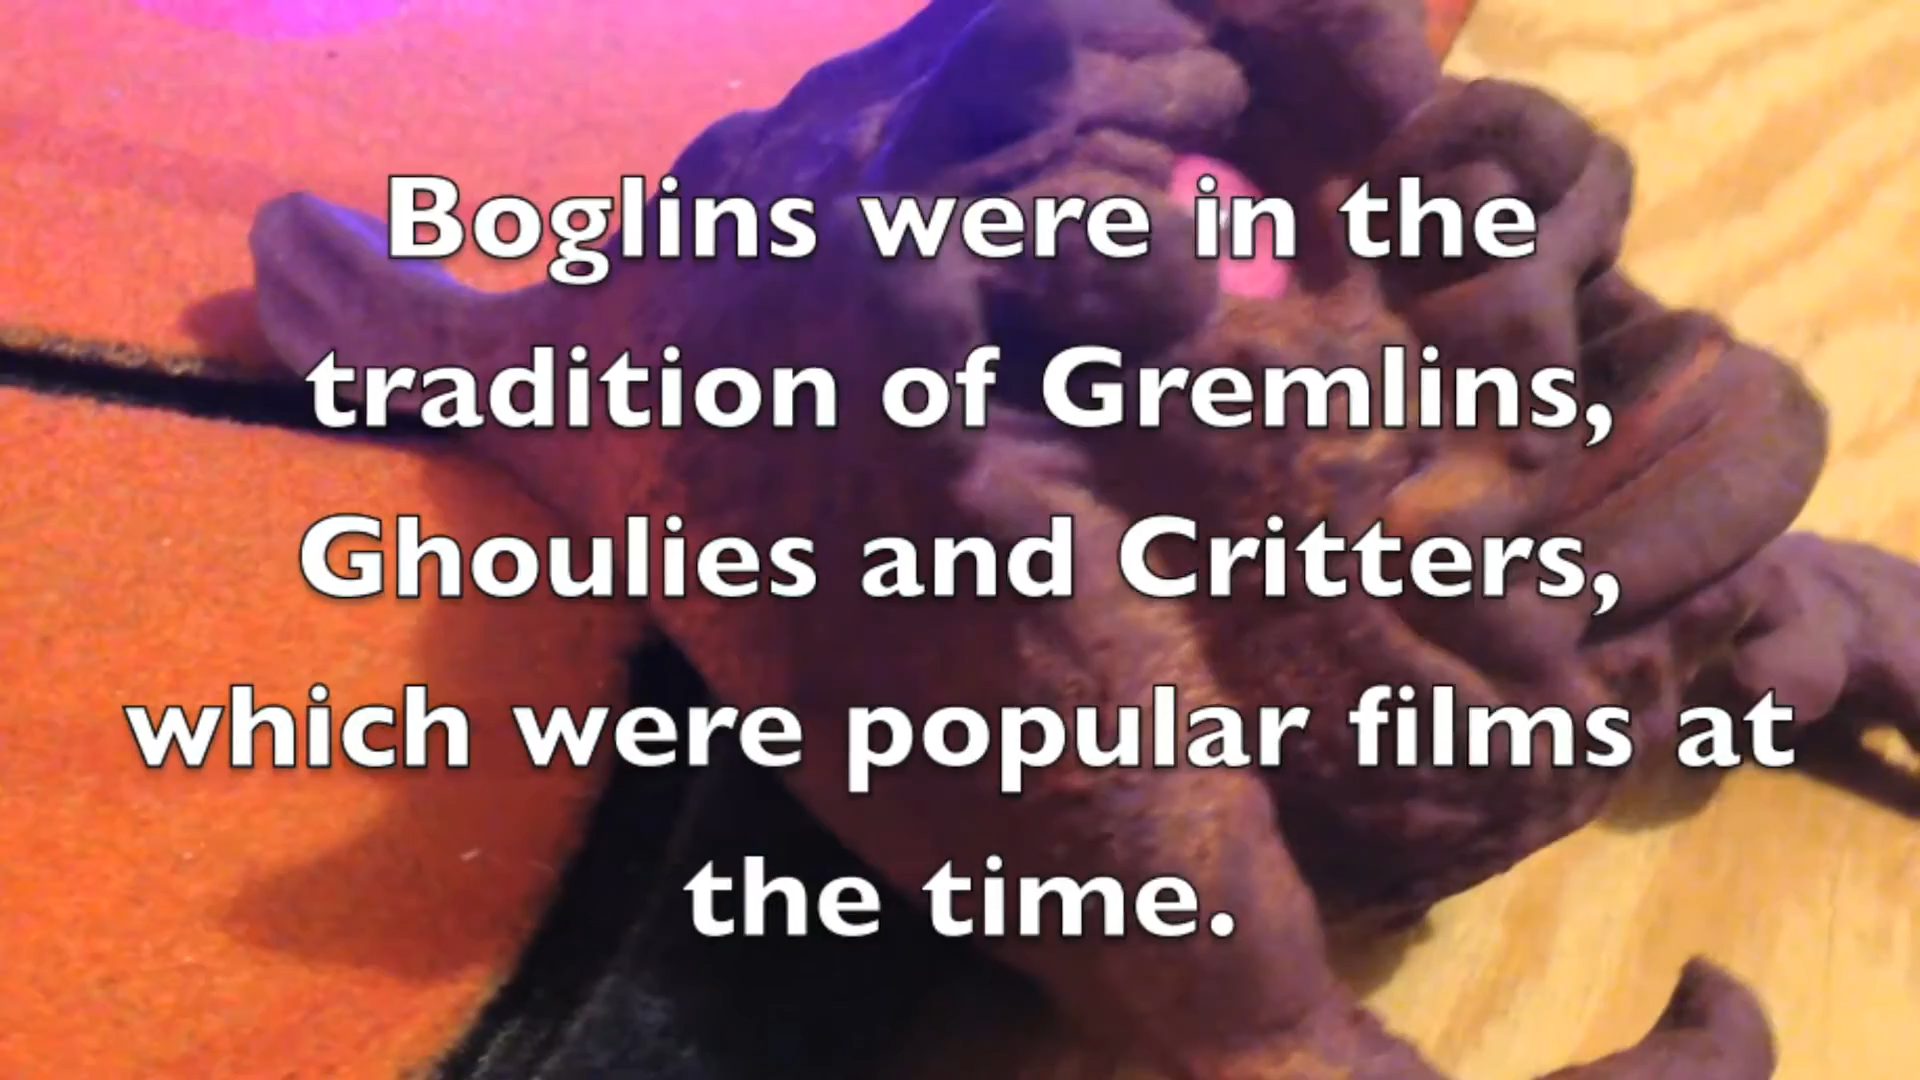 Boglins were in the
tradition of Gremlins,
Ghoulies and Critters,
which were popular films at
the time.